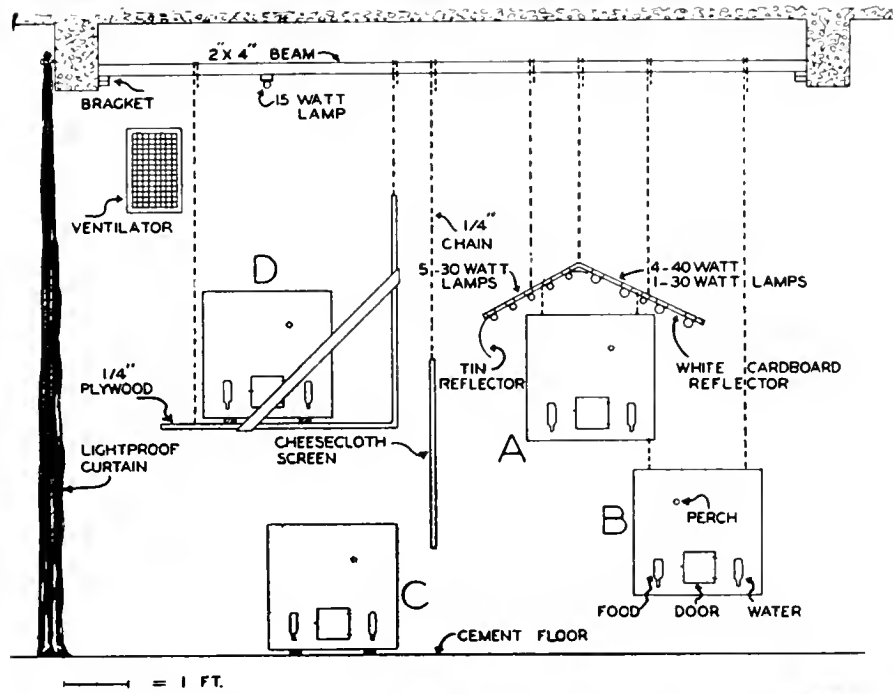 2"X 4" BEAM
BRACKET
15 WATT
LAMP
VENTILATOR
1/4"
CHAIN
D
5-30 WATT
LAMPS
4-40 WATT
1-30 WATT LAMPS
TIN
REFLECTOR
WHITE CARDBOARD
REFLECTOR
1/4"
PLYWOOD
LIGHTPROOF
CURTAIN
CHEESECLOTH
SCREEN
A
B
PERCH
C
FOOD
DOOR
WATER
CEMENT FLOOR
= 1 FT.